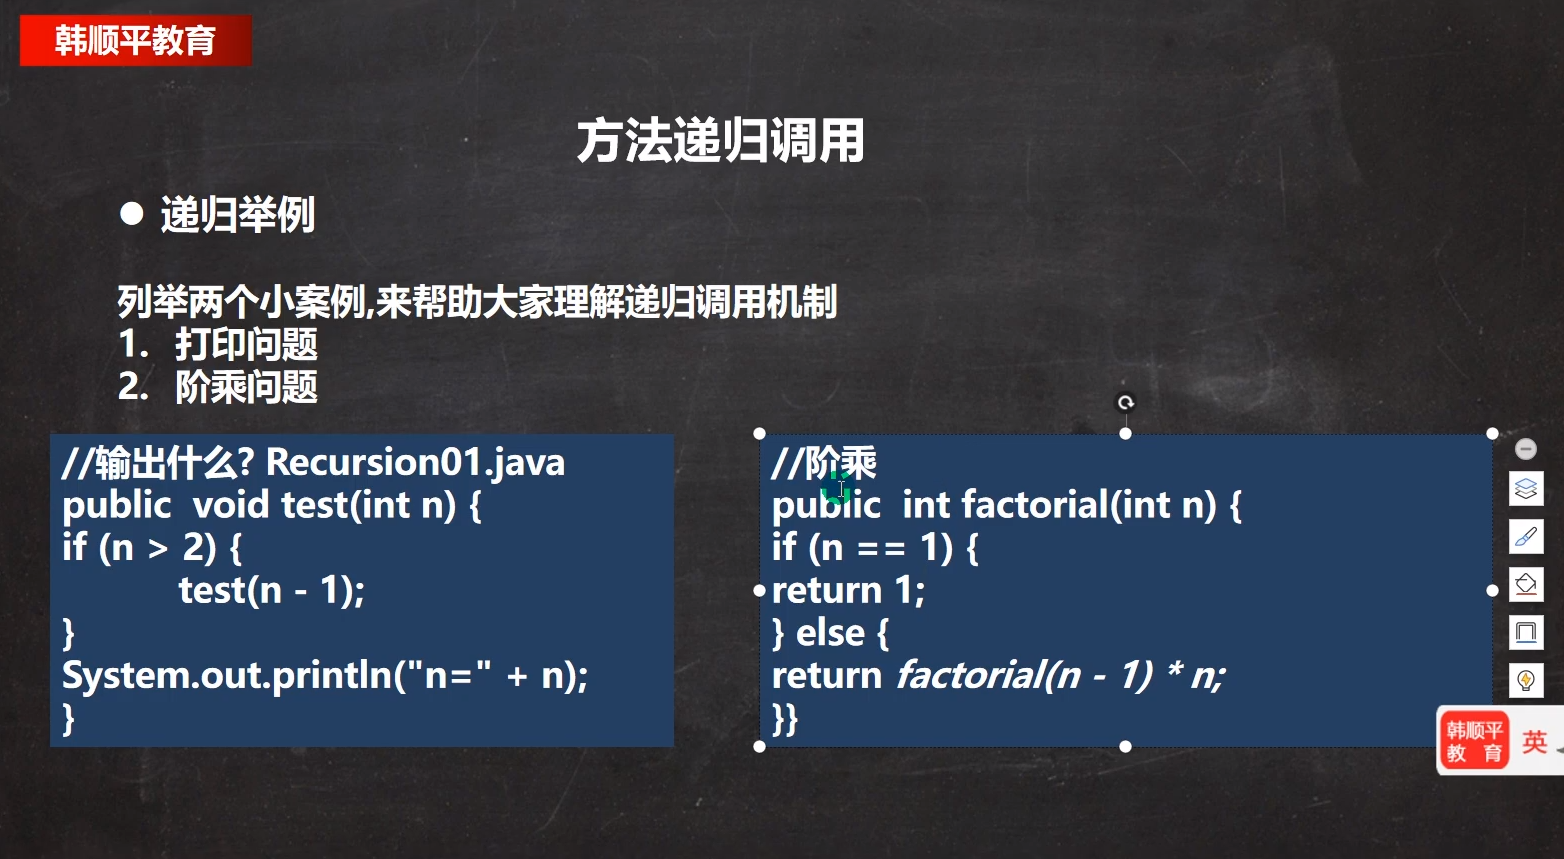 韩顺平教育
方法递归调用
● 递归举例
列举两个小案例,来帮助大家理解递归调用机制
1. 打印问题
2. 阶乘问题
//输出什么? Recursion01.java
public  void test(int n) {
if (n > 2) {
test(n - 1);
}
System.out.println("n=" + n);
}
//阶乘
public  int factorial(int n) {
if (n == 1) {
return 1;
} else {
return factorial(n - 1) * n;
}}
韩顺平
教 育
英